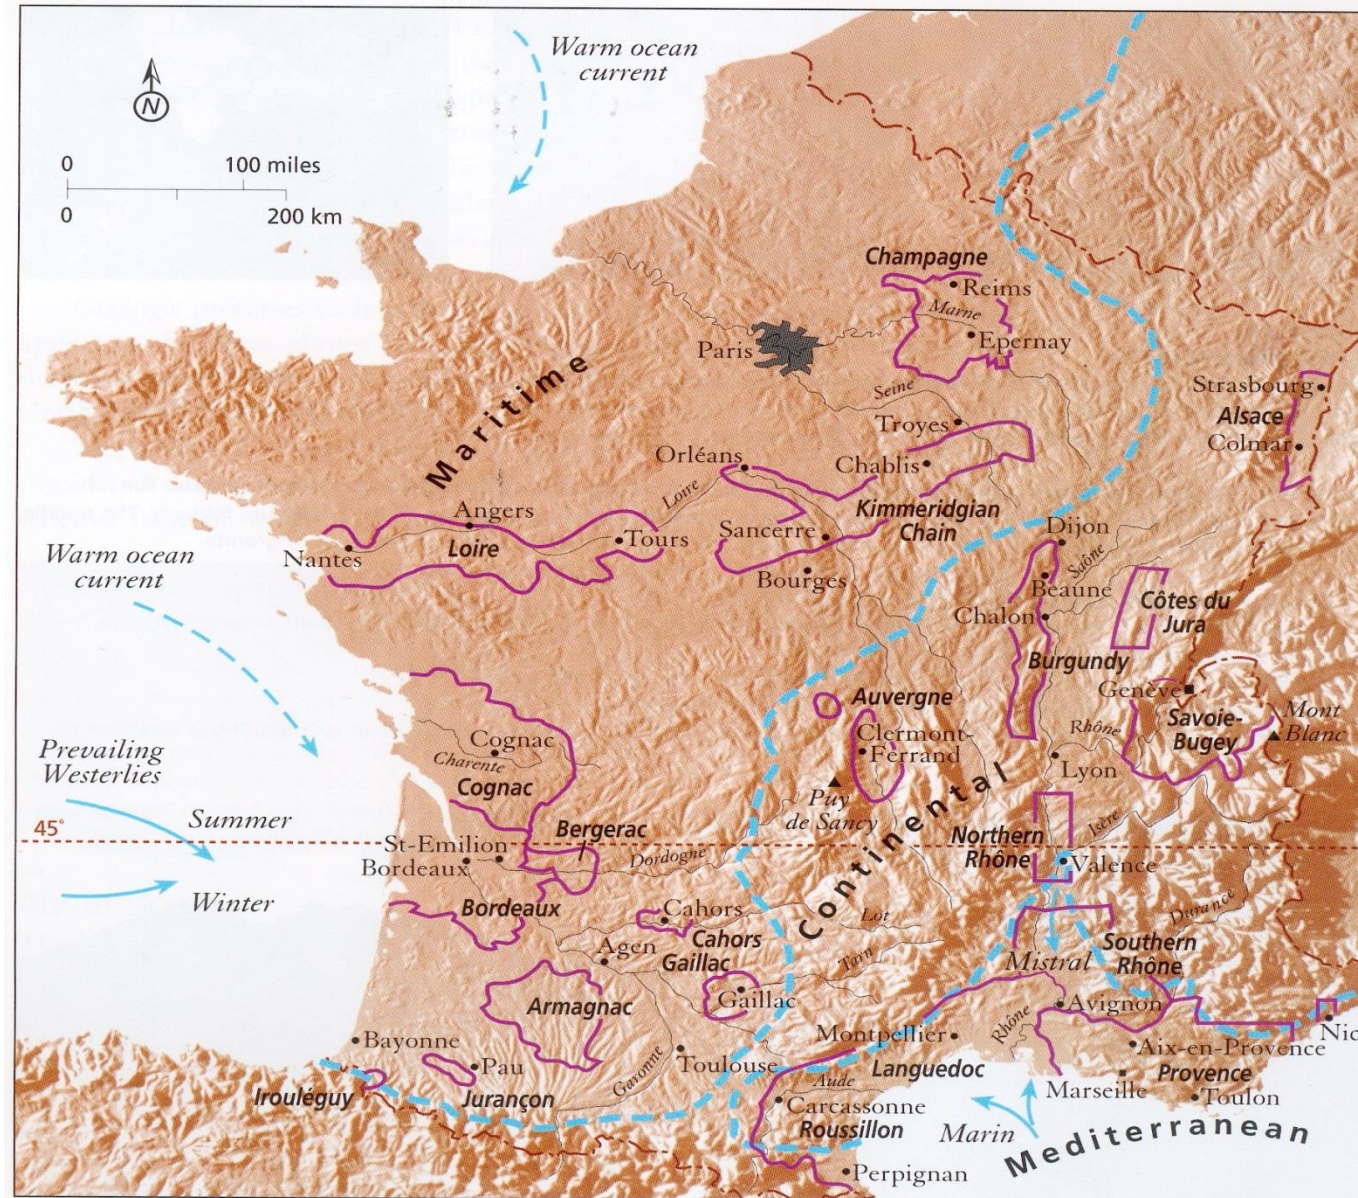 Warm ocean
current
N
0 100 miles
0 200 km
Champagne
Reims
Marne
Epernay
Paris
Maritime
Seine
Strasbourg
Alsace
Colmar
Troyes
Orléans
Chablis
Loire
Kimmeridgian
Chain
Angers
Sancerre
Dijon
Nantes
Loire
Tours
Saône
Bourges
Beaune
Warm ocean
current
Chalon
Côtes du
Jura
Burgundy
Auvergne
Genève
Savoie-
Bugey
Mont
Blanc
Clermont-
Ferrand
Rhône
Lyon
Cognac
Charente
Cognac
Prevailing
Westerlies
Puy
de Sancy
Continental
Isère
Summer
45°
Bergerac
Northern
Rhône
St-Emilion
Bordeaux
Dordogne
Valence
Winter
Bordeaux
Cahors
Lot
Durance
Agen
Cahors
Gaillac
Tarn
Southern
Rhône
Mistral
Armagnac
Gaillac
Avignon
Rhône
Nic
Bayonne
Montpellier
Aix-en-Provence
Pau
Garonne
Toulouse
Languedoc
Provence
Aude
Marseille
Toulon
Irouléguy
Jurançon
Carcassonne
Roussillon
Marin
Mediterranean
Perpignan